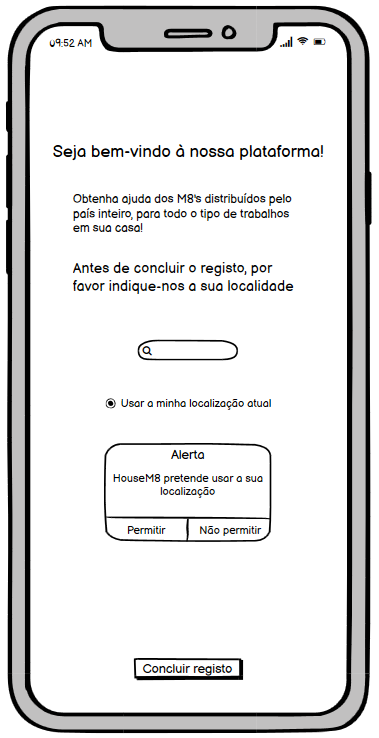 09:52 AM
Seja bem-vindo à nossa plataforma!
Obtenha ajuda dos M8's distribuídos pelo
país inteiro, para todo o tipo de trabalhos
em sua casa!
Antes de concluir o registo, por
favor indique-nos a sua localidade
Usar a minha localização atual
Alerta
HouseM8 pretende usar a sua
localização
Permitir
Não permitir
Concluir registo